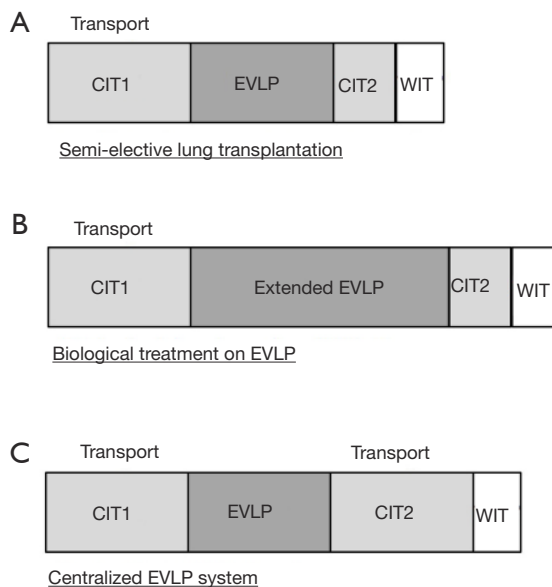 A
Transport
CIT1 EVLP CIT2 WIT
Semi-elective lung transplantation
B
Transport
CIT1 Extended EVLP CIT2 WIT
Biological treatment on EVLP
C
Transport Transport
CIT1 EVLP CIT2 WIT
Centralized EVLP system